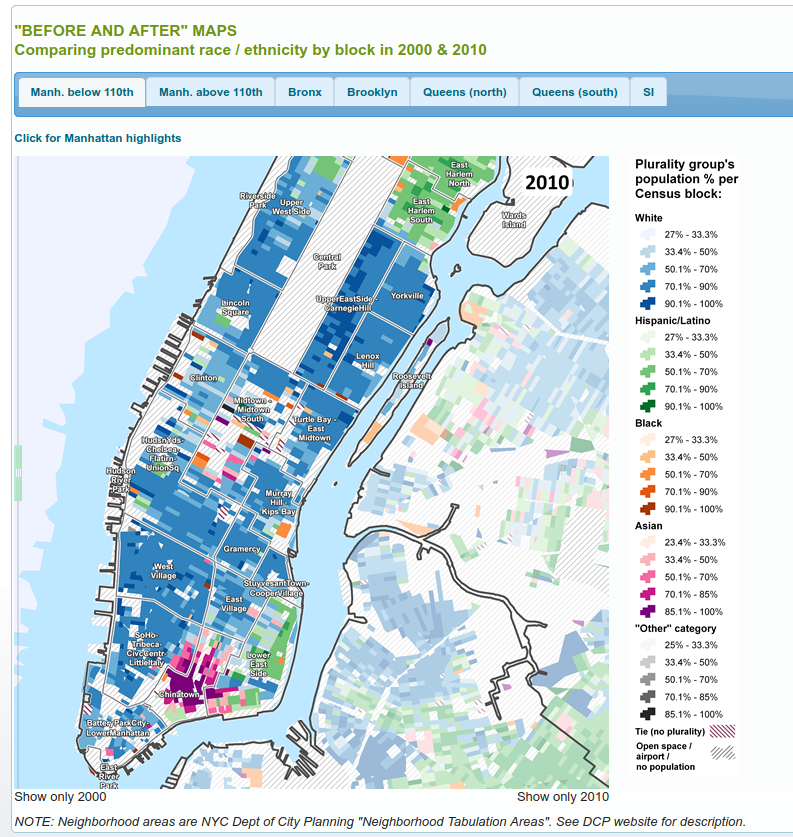 "BEFORE AND AFTER" MAPS
Comparing predominant race / ethnicity by block in 2000 & 2010
Manh. below 110th
Manh. above 110th
Bronx
Brooklyn
Queens (north)
Queens (south)
SI
Click for Manhattan highlights
2010
East
Harlem
North
Riverside
Park
Upper
West Side
East
Harlem
South
Wards
Island
Central
Park
UpperEastSide-
CarnegieHill
Yorkville
Lincoln
Square
Lenox
Hill
Clinton
Roosevelt
Island
Midtown -
Midtown
South
Turtle Bay -
East
Midtown
HudsnYds-
Chelsea-
Flatirn-
UnionSq
Hudson
River
Park
Murray
Hill -
Kips Bay
Gramercy
West
Village
StuyvesantTown-
CooperVillage
East
Village
SoHo-
Tribeca-
CivcCentr-
LittleItaly
Lower
East
Side
Chinatown
BatteryParkCity-
LowerManhattan
East
River
Park
Plurality group's
population % per
Census block:
White
27% - 33.3%
33.4% - 50%
50.1% - 70%
70.1% - 90%
90.1% - 100%
Hispanic/Latino
27% - 33.3%
33.4% - 50%
50.1% - 70%
70.1% - 90%
90.1% - 100%
Black
27% - 33.3%
33.4% - 50%
50.1% - 70%
70.1% - 90%
90.1% - 100%
Asian
23.4% - 33.3%
33.4% - 50%
50.1% - 70%
70.1% - 85%
85.1% - 100%
"Other" category
25% - 33.3%
33.4% - 50%
50.1% - 70%
70.1% - 85%
85.1% - 100%
Tie (no plurality)
Open space /
airport /
no population
Show only 2000
Show only 2010
NOTE: Neighborhood areas are NYC Dept of City Planning "Neighborhood Tabulation Areas". See DCP website for description.